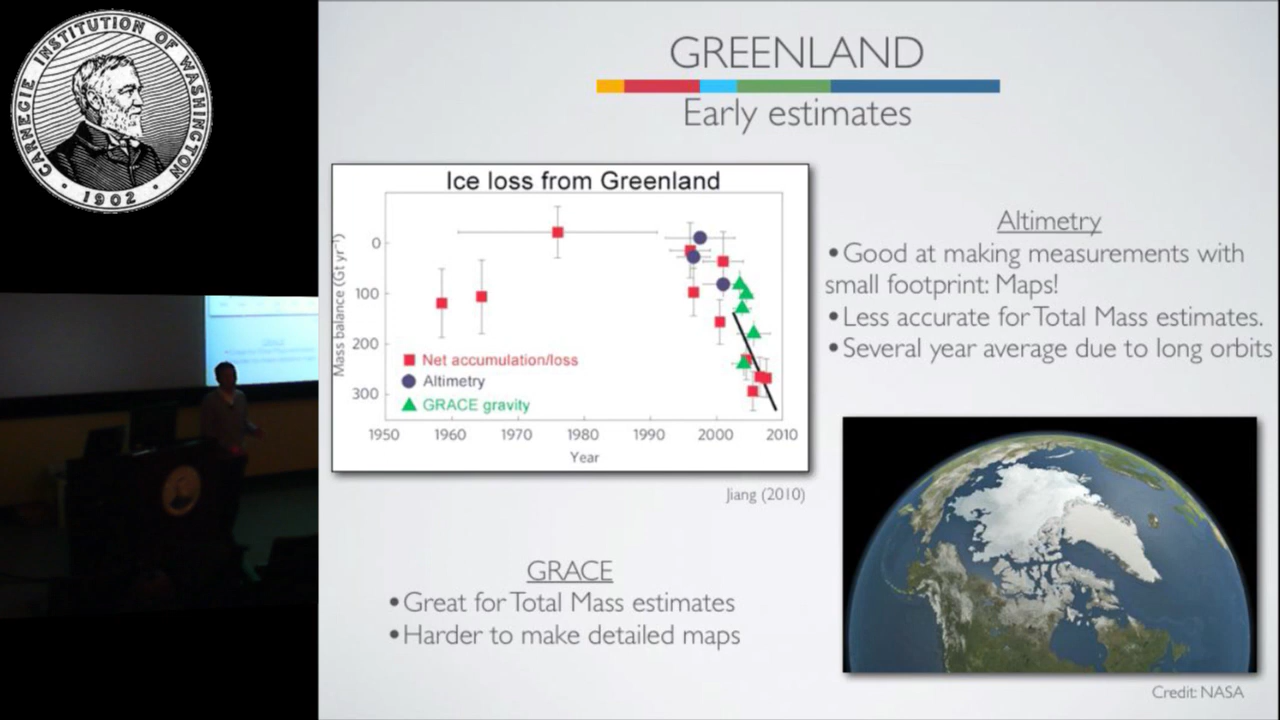 CARNEGIE INSTITUTION OF WASHINGTON
1902
GREENLAND
Early estimates
Ice loss from Greenland
Mass balance (Gt yr⁻¹)
0
100
200
300
Net accumulation/loss
Altimetry
GRACE gravity
1950 1960 1970 1980 1990 2000 2010
Year
Jiang (2010)
Altimetry
•Good at making measurements with
small footprint: Maps!
•Less accurate for Total Mass estimates.
•Several year average due to long orbits
GRACE
•Great for Total Mass estimates
•Harder to make detailed maps
Credit: NASA